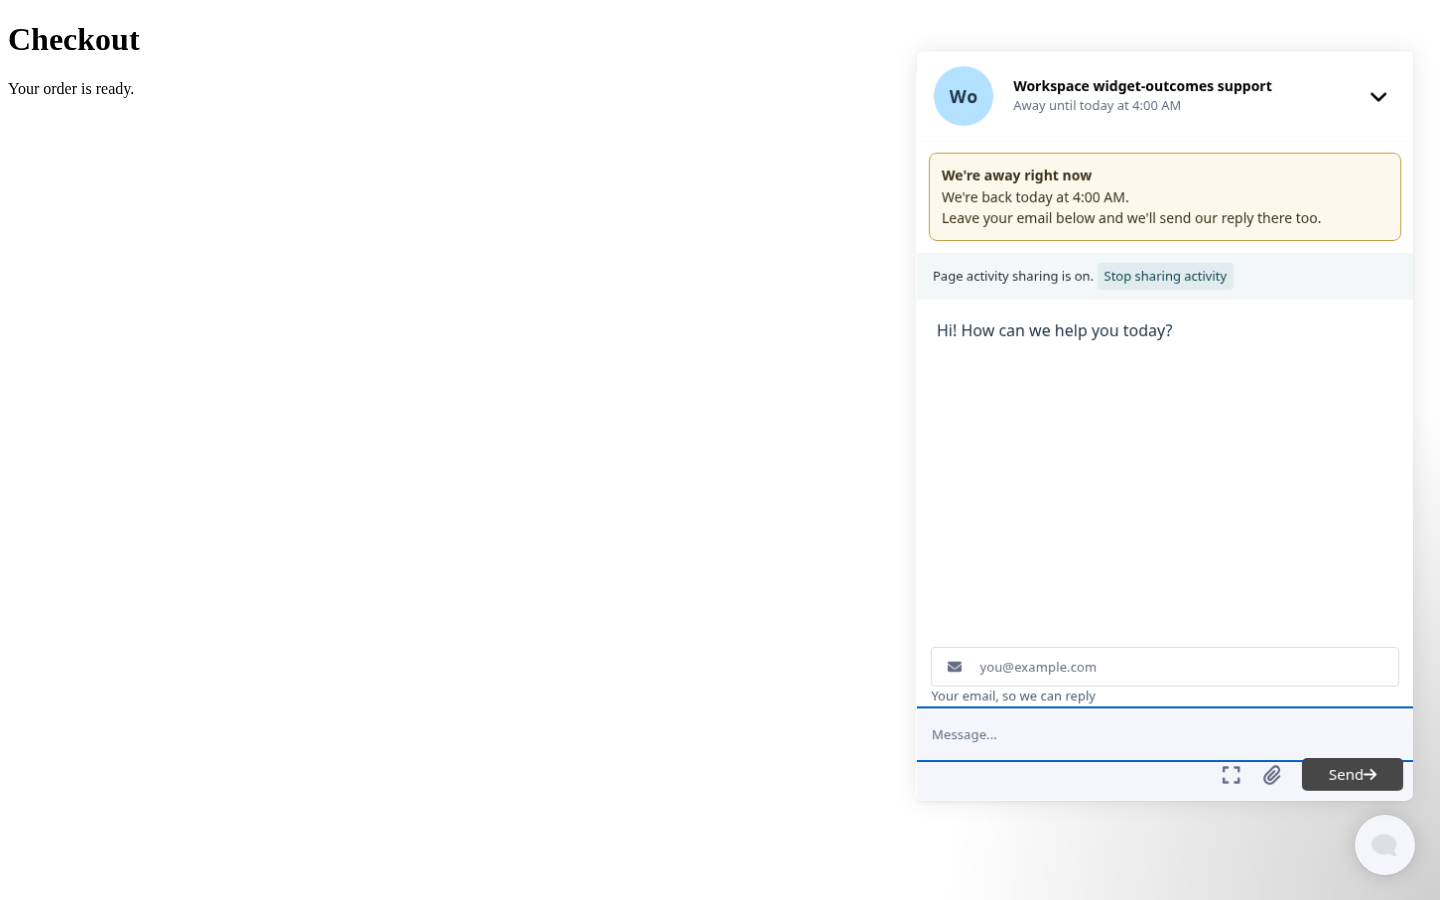 Checkout
Your order is ready.
Wo
Workspace widget-outcomes support
Away until today at 4:00 AM
We're away right now
We're back today at 4:00 AM.
Leave your email below and we'll send our reply there too.
Page activity sharing is on. Stop sharing activity
Hi! How can we help you today?
you@example.com
Your email, so we can reply
Message...
Send